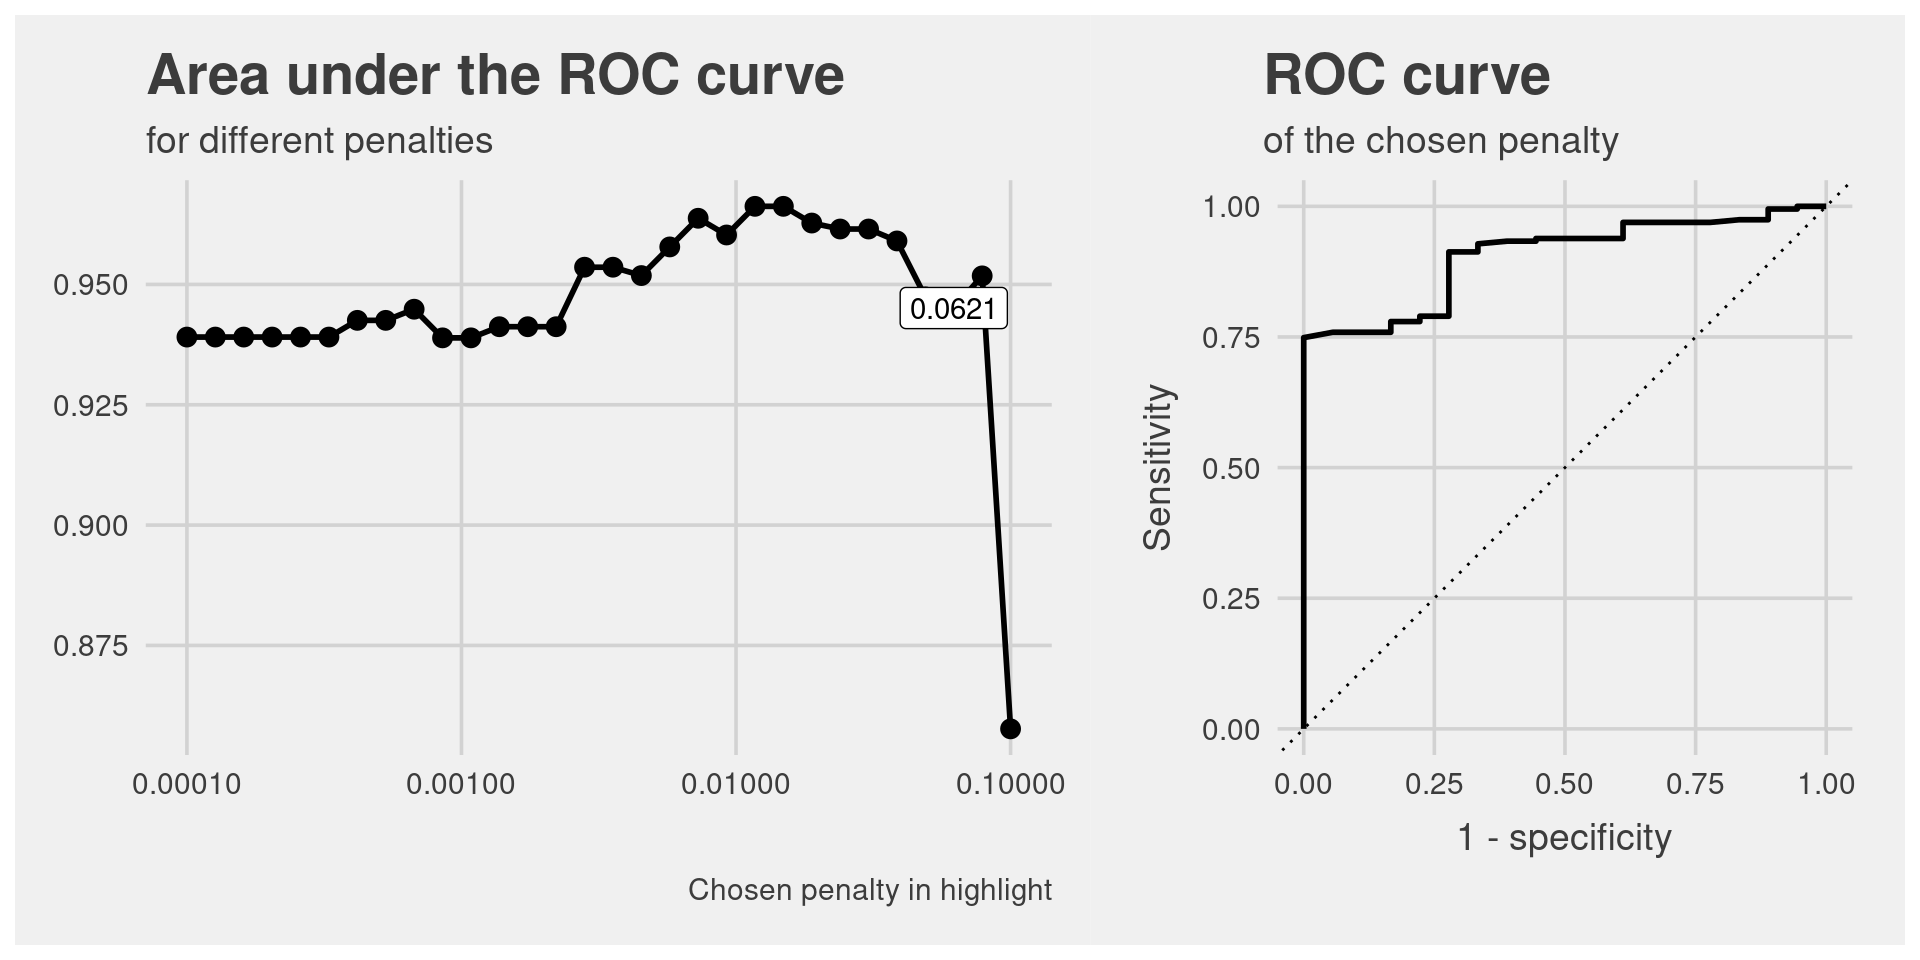 Area under the ROC curve
for different penalties
0.950
0.925
0.900
0.875
0.0621
0.00010 0.00100 0.01000 0.10000
Chosen penalty in highlight
ROC curve
of the chosen penalty
Sensitivity
1.00
0.75
0.50
0.25
0.00
0.00 0.25 0.50 0.75 1.00
1 - specificity